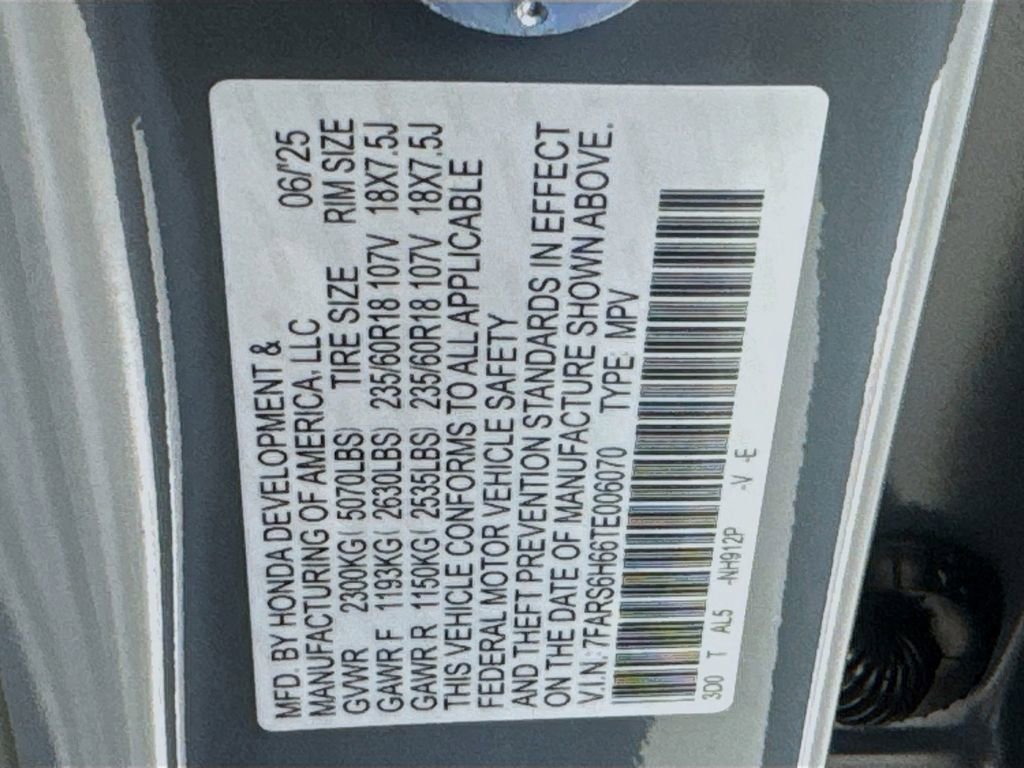 MFD. BY HONDA DEVELOPMENT &
MANUFACTURING OF AMERICA, LLC 06/'25
GVWR 2300KG( 5070LBS) TIRE SIZE RIM SIZE
GAWR F 1193KG( 2630LBS) 235/60R18 107V 18X7.5J
GAWR R 1150KG( 2535LBS) 235/60R18 107V 18X7.5J
THIS VEHICLE CONFORMS TO ALL APPLICABLE
FEDERAL MOTOR VEHICLE SAFETY
AND THEFT PREVENTION STANDARDS IN EFFECT
ON THE DATE OF MANUFACTURE SHOWN ABOVE.
V.I.N:7FARS6H66TE006070 TYPE: MPV
3D0 T AL5 -NH912P -V -E